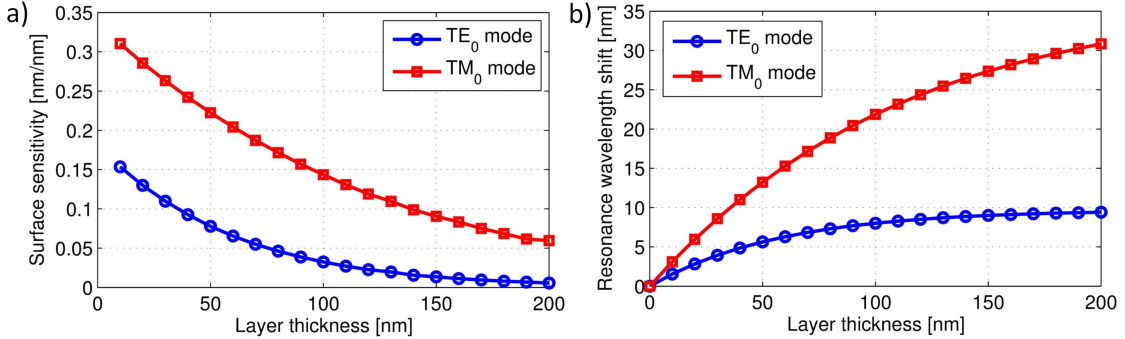 a)
Surface sensitivity [nm/nm]
0.35
0.3
0.25
0.2
0.15
0.1
0.05
0
0 50 100 150 200
Layer thickness [nm]
TE0 mode
TM0 mode
b)
Resonance wavelength shift [nm]
35
30
25
20
15
10
5
0
0 50 100 150 200
Layer thickness [nm]
TE0 mode
TM0 mode